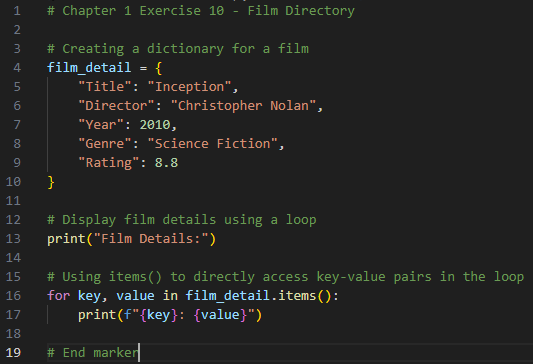 1 # Chapter 1 Exercise 10 - Film Directory
2
3 # Creating a dictionary for a film
4 film_detail = {
5     "Title": "Inception",
6     "Director": "Christopher Nolan",
7     "Year": 2010,
8     "Genre": "Science Fiction",
9     "Rating": 8.8
10 }
11
12 # Display film details using a loop
13 print("Film Details:")
14
15 # Using items() to directly access key-value pairs in the loop
16 for key, value in film_detail.items():
17     print(f"{key}: {value}")
18
19 # End marker